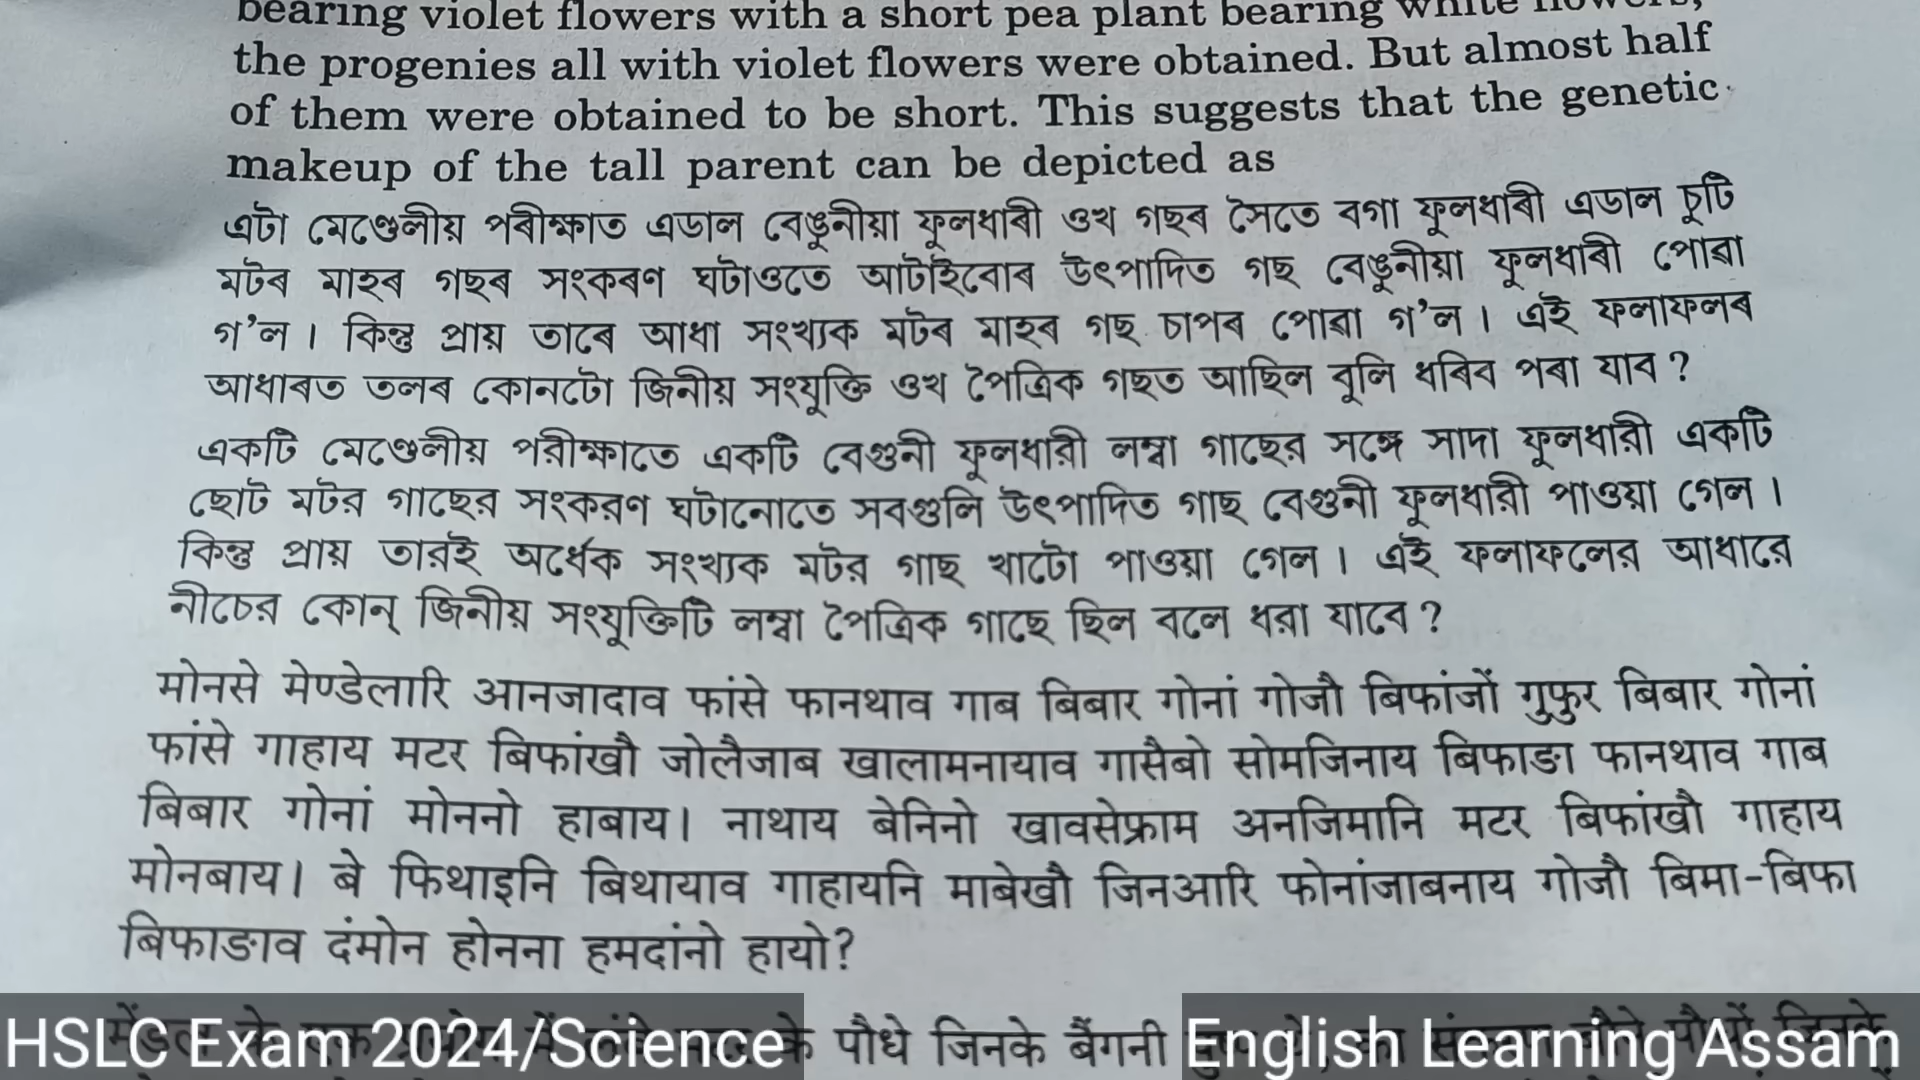 bearing violet flowers with a short pea plant bearing white flowers,
the progenies all with violet flowers were obtained. But almost half
of them were obtained to be short. This suggests that the genetic
makeup of the tall parent can be depicted as
এটা মেণ্ডেলীয় পৰীক্ষাত এডাল বেঙুনীয়া ফুলধাৰী ওখ গছৰ সৈতে বগা ফুলধাৰী এডাল চুটি
মটৰ মাহৰ গছৰ সংকৰণ ঘটাওতে আটাইবোৰ উৎপাদিত গছ বেঙুনীয়া ফুলধাৰী পোৱা
গ’ল। কিন্তু প্ৰায় তাৰে আধা সংখ্যক মটৰ মাহৰ গছ চাপৰ পোৱা গ’ল। এই ফলাফলৰ
আধাৰত তলৰ কোনটো জিনীয় সংযুক্তি ওখ পৈত্ৰিক গছত আছিল বুলি ধৰিব পৰা যাব?
একটি মেণ্ডেলীয় পরীক্ষাতে একটি বেগুনী ফুলধারী লম্বা গাছের সঙ্গে সাদা ফুলধারী একটি
ছোট মটর গাছের সংকরণ ঘটানোতে সবগুলি উৎপাদিত গাছ বেগুনী ফুলধারী পাওয়া গেল।
কিন্তু প্রায় তারই অর্ধেক সংখ্যক মটর গাছ খাটো পাওয়া গেল। এই ফলাফলের আধারে
নীচের কোন্ জিনীয় সংযুক্তিটি লম্বা পৈত্রিক গাছে ছিল বলে ধরা যাবে?
मोनसे मेण्डेलारि आनजादाव फांसे फानथाव गाब बिबार गोनां गोजौ बिफांजों गुफुर बिबार गोनां
फांसे गाहाय मटर बिफांखौ जोलैजाब खालामनायाव गासैबो सोमजिनाय बिफाङा फानथाव गाब
बिबार गोनां मोननो हाबाय। नाथाय बेनिनो खावसेफ्राम अनजिमानि मटर बिफांखौ गाहाय
मोनबाय। बे फिथाइनि बिथायाव गाहायनि माबेखौ जिनआरि फोनांजाबनाय गोजौ बिमा-बिफा
बिफाङाव दंमोन होनना हमदांनो हायो?
के पौधे जिनके बैंगनी
HSLC Exam 2024/Science
English Learning Assam